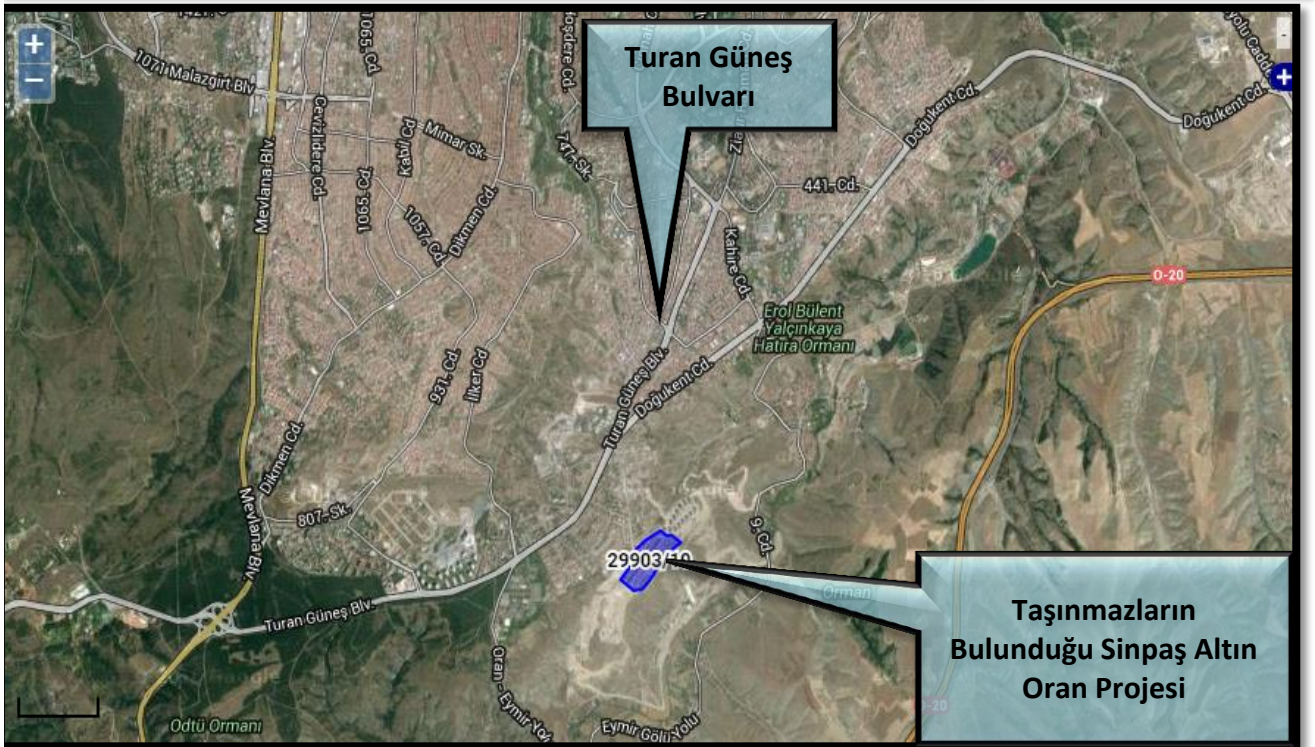 1065. Cd.
1071 Malazgirt Blv
Cevizlidere Cd.
Kabil Cd
Mimar Sk.
Mevlana Blv.
1065. Cd.
1057. Cd.
Dikmen Cd.
747. Sk.
Turan Güneş
Bulvarı
441. Cd.
Kahire Cd.
Doğukent Cd.
Doğukent Cd.
O-20
Erol Bülent
Yalçınkaya
Hatıra Ormanı
931. Cd.
İlker Cd
Turan Güneş Blv.
Doğukent Cd.
Dikmen Cd.
Mevlana Blv.
807. Sk.
9. Cd.
29903/10
Orman
Turan Güneş Blv.
Taşınmazların
Bulunduğu Sinpaş Altın
Oran Projesi
Oran - Eymir Yolu
Eymir Gölü Yolu
Odtü Ormanı
-20